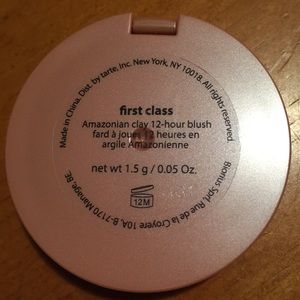 Made in China. Dist. by tarte, inc. New York, NY 10018. All rights reserved.
first class
Amazonian clay 12-hour blush
fard à joues 12 heures en
argile Amazonienne
net wt 1.5 g / 0.05 Oz.
12M
Bionus Sprl, Rue de la Croyere 10A, B-7170 Manage, BE.